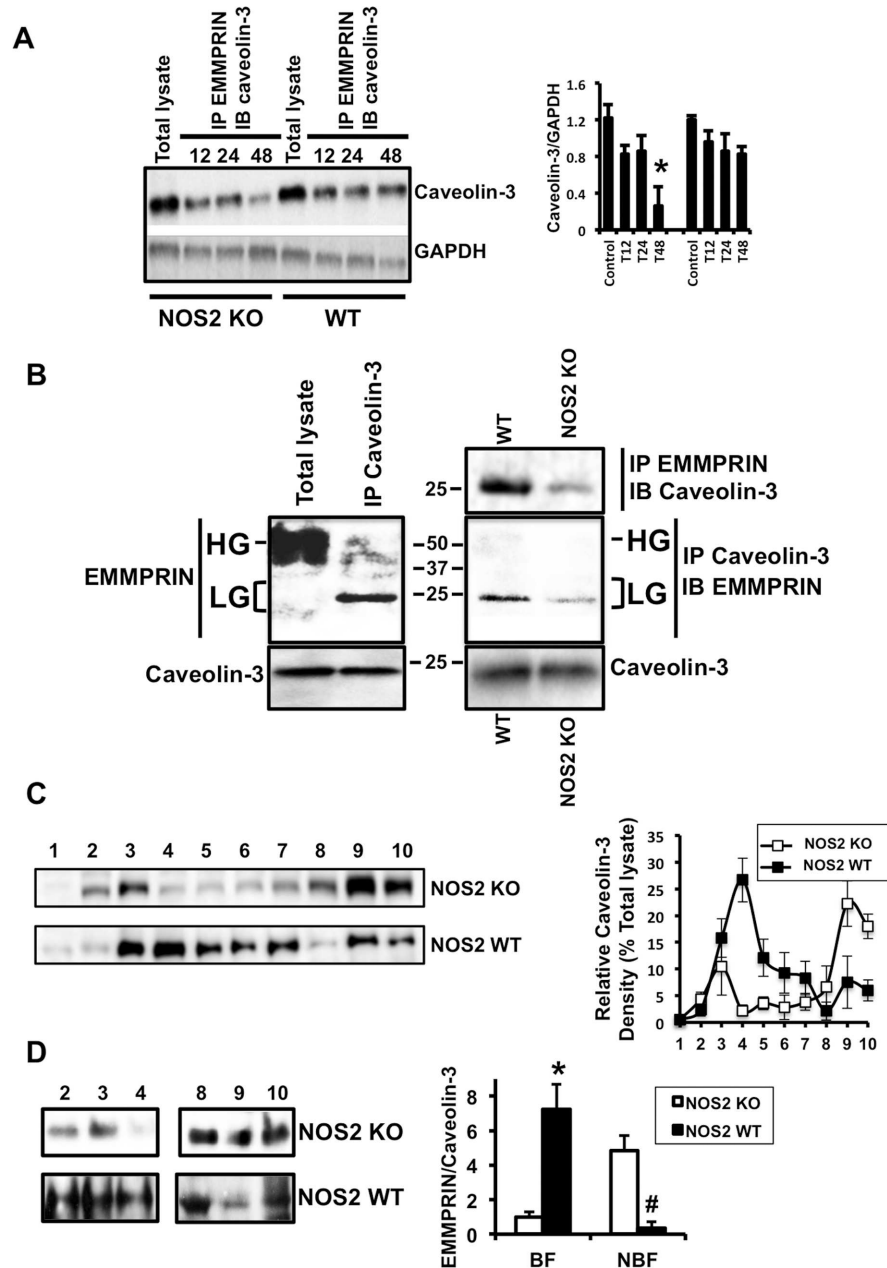 A
Total lysate
IP EMMPRIN
IB caveolin-3
Total lysate
IP EMMPRIN
IB caveolin-3
12 24 48 12 24 48
Caveolin-3
GAPDH
NOS2 KO WT
Caveolin-3/GAPDH
1.6
1.2
0.8
0.4
0
*
Control
T12
T24
T48
Control
T12
T24
T48
B
Total lysate
IP Caveolin-3
EMMPRIN
HG
LG
Caveolin-3
WT
NOS2 KO
25
50
37
25
25
IP EMMPRIN
IB Caveolin-3
HG
LG
IP Caveolin-3
IB EMMPRIN
Caveolin-3
WT
NOS2 KO
C
1 2 3 4 5 6 7 8 9 10
NOS2 KO
NOS2 WT
Relative Caveolin-3
Density (% Total lysate)
35
30
25
20
15
10
5
0
NOS2 KO
NOS2 WT
1 2 3 4 5 6 7 8 9 10
D
2 3 4 8 9 10
NOS2 KO
NOS2 WT
EMMPRIN/Caveolin-3
8
6
4
2
0
*
#
BF NBF
NOS2 KO
NOS2 WT